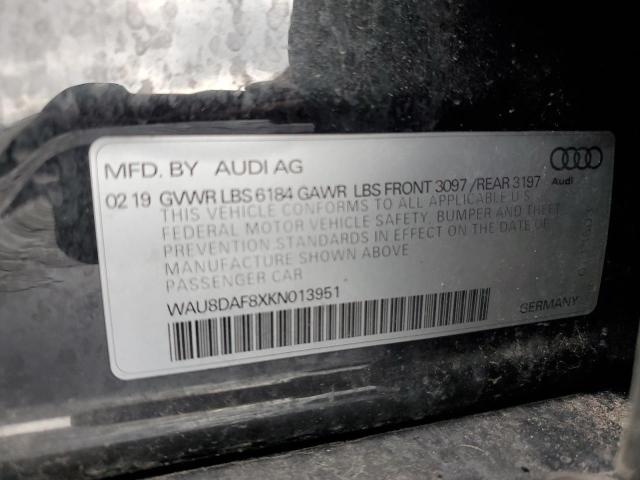 MFD. BY AUDI AG
02 19 GVWR LBS 6184 GAWR LBS FRONT 3097 /REAR 3197
THIS VEHICLE CONFORMS TO ALL APPLICABLE U.S.
FEDERAL MOTOR VEHICLE SAFETY, BUMPER AND THEFT
PREVENTION STANDARDS IN EFFECT ON THE DATE OF
MANUFACTURE SHOWN ABOVE
PASSENGER CAR
WAU8DAF8XKN013951
Audi
GERMANY